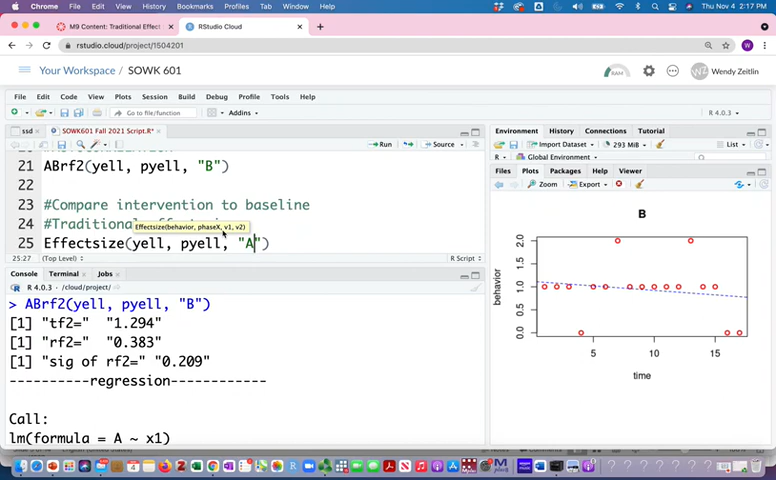 Chrome File Edit View History Bookmarks Profiles Tab Window Help Thu Nov 4 2:17 PM
M9 Content: Traditional Effect RStudio Cloud
rstudio.cloud/project/1504201
Your Workspace / SOWK 601 RAM WZ Wendy Zeitlin
File Edit Code View Plots Session Build Debug Profile Tools Help
Go to file/function Addins R 4.0.3
ssd SOWK601 Fall 2021 Script.R*
Run Source
21 ABrf2(yell, pyell, "B")
22
23 #Compare intervention to baseline
24 #Traditional
Effectsize(behavior, phaseX, v1, v2)
25 Effectsize(yell, pyell, "A")
25:27 (Top Level) R Script
Console Terminal Jobs
R 4.0.3 · /cloud/project/
> ABrf2(yell, pyell, "B")
[1] "tf2=" "1.294"
[1] "rf2=" "0.383"
[1] "sig of rf2=" "0.209"
----------regression------------
Call:
lm(formula = A ~ x1)
Environment History Connections Tutorial
Import Dataset 293 MiB List
R Global Environment
Files Plots Packages Help Viewer
Zoom Export
B
behavior
2.0
1.5
1.0
0.5
0.0
5 10 15
time